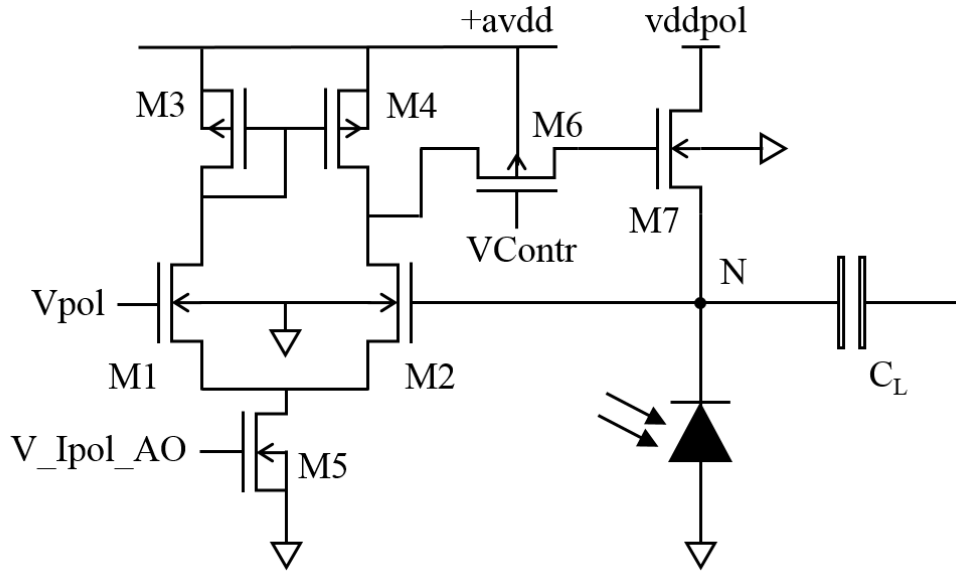 +avdd
vddpol
M3
M4
M6
M7
VContr
N
Vpol
M1
M2
C_L
V_Ipol_AO
M5